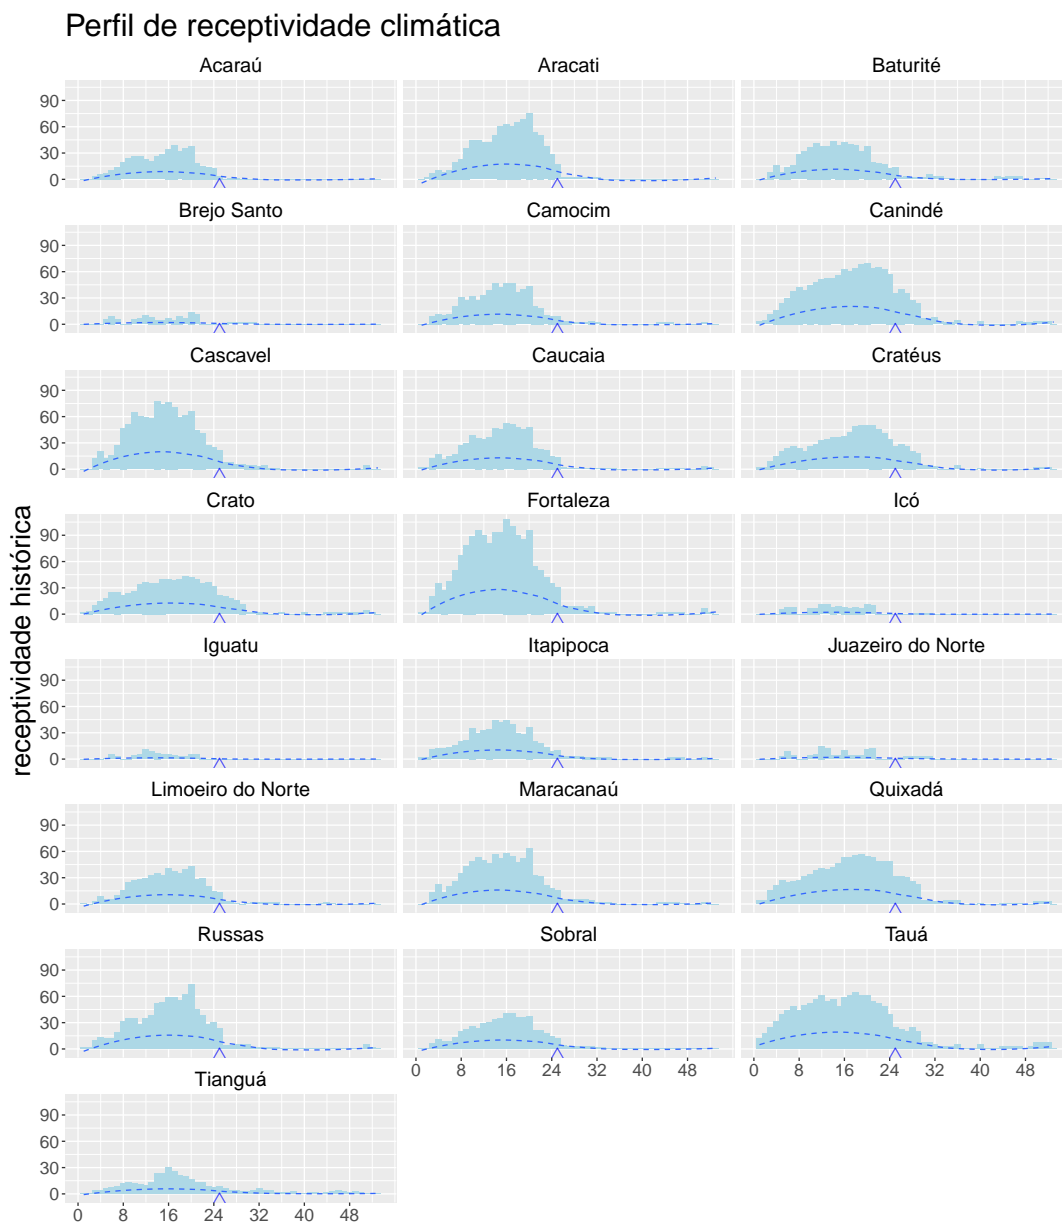 Perfil de receptividade climática
Acaraú
Aracati
Baturité
90
60
30
0
Brejo Santo
Camocim
Canindé
90
60
30
0
Cascavel
Caucaia
Cratéus
90
60
30
0
Crato
Fortaleza
Icó
90
60
30
0
receptividade histórica
Iguatu
Itapipoca
Juazeiro do Norte
90
60
30
0
Limoeiro do Norte
Maracanaú
Quixadá
90
60
30
0
Russas
Sobral
Tauá
90
60
30
0
0 8 16 24 32 40 48
0 8 16 24 32 40 48
Tianguá
90
60
30
0
0 8 16 24 32 40 48